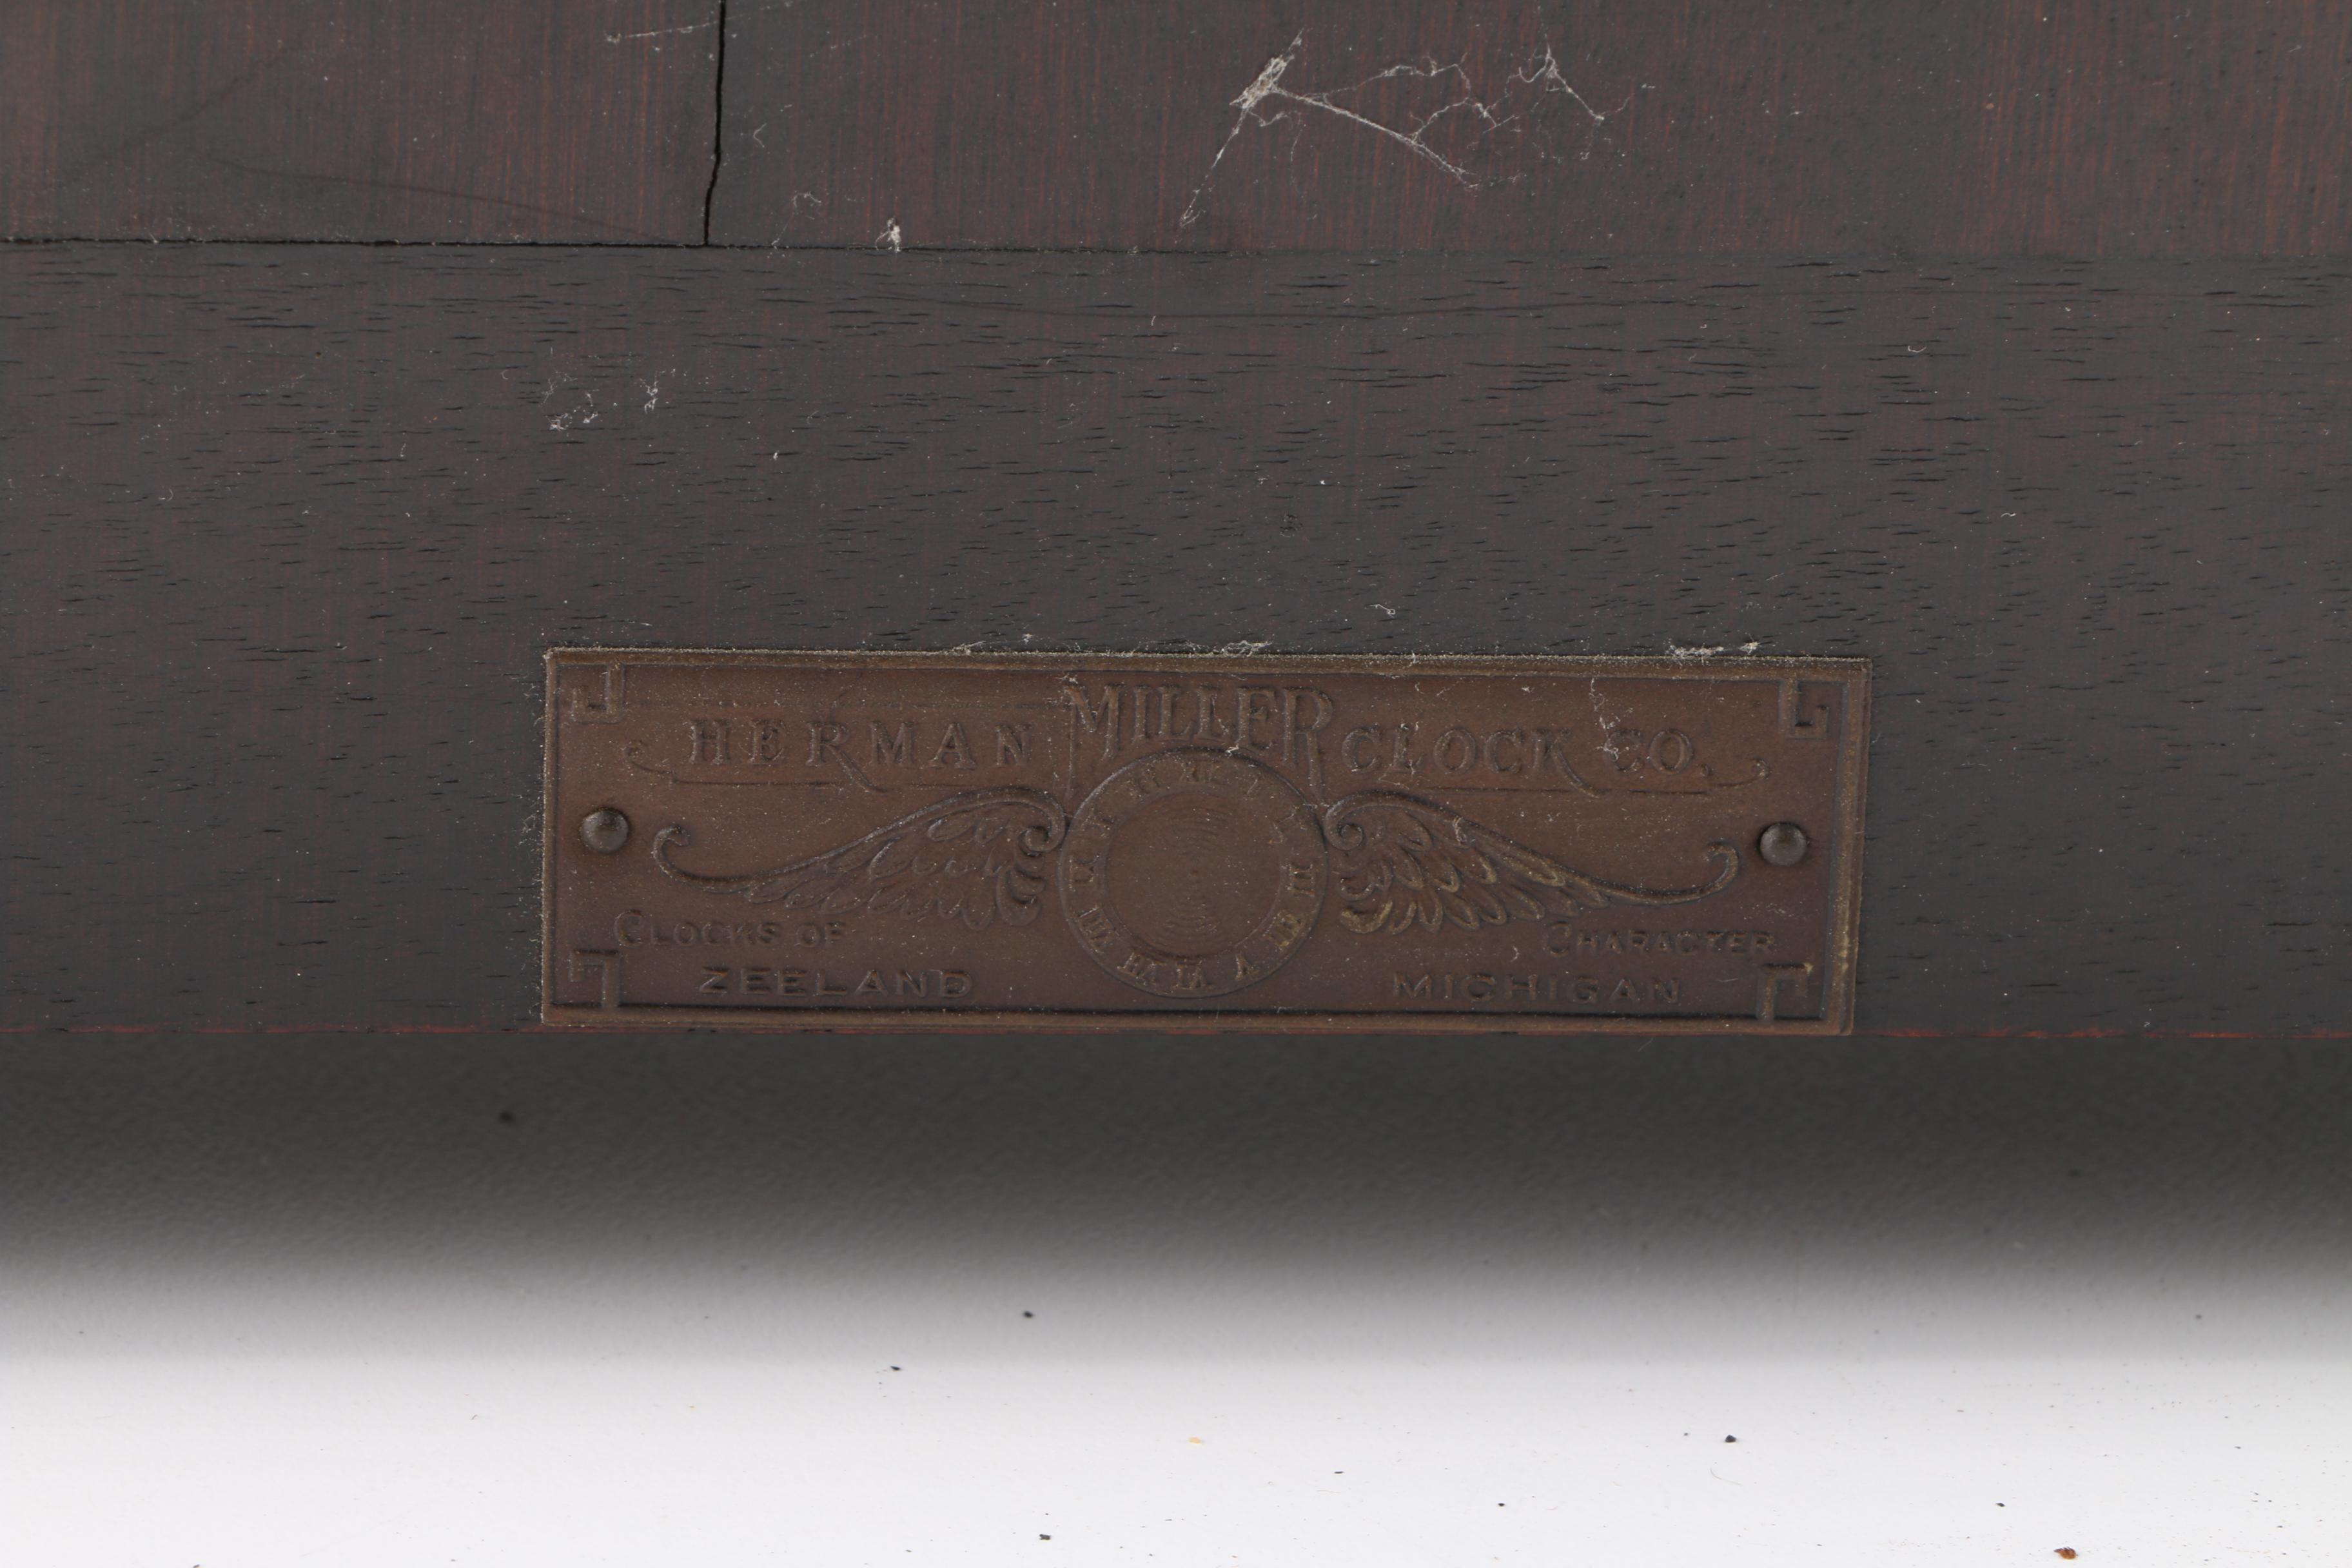 HERMAN MILLER CLOCK CO.
CLOCKS OF CHARACTER
ZEELAND MICHIGAN